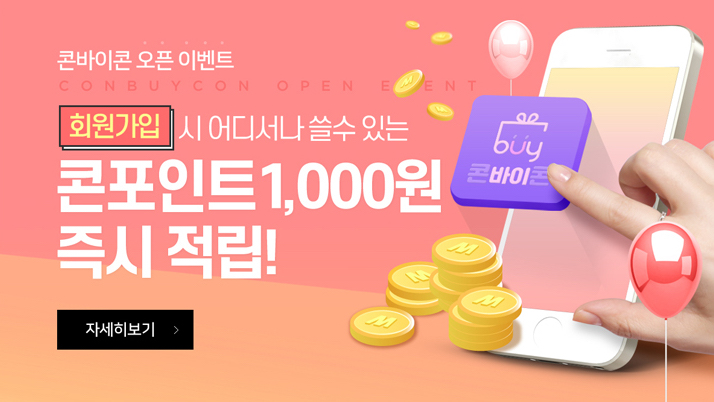 콘바이콘 오픈 이벤트
CONBUYCON OPEN EVENT
회원가입 시 어디서나 쓸수 있는
콘포인트 1,000원
즉시 적립!
자세히보기
buy
콘바이콘